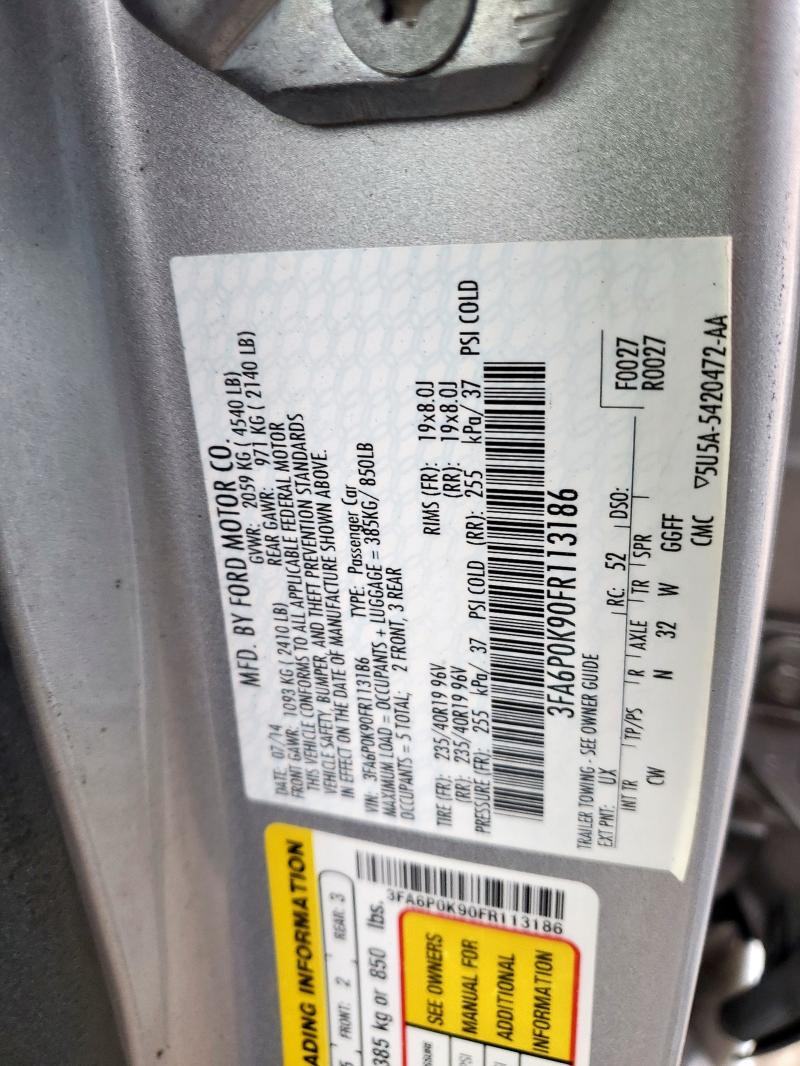 MFD. BY FORD MOTOR CO.
DATE: 07/14 GVWR: 2059 KG ( 4540 LB)
FRONT GAWR: 1093 KG ( 2410 LB) REAR GAWR: 971 KG ( 2140 LB)
THIS VEHICLE CONFORMS TO ALL APPLICABLE FEDERAL MOTOR
VEHICLE SAFETY, BUMPER, AND THEFT PREVENTION STANDARDS
IN EFFECT ON THE DATE OF MANUFACTURE SHOWN ABOVE.
VIN: 3FA6P0K90FR113186 TYPE: Passenger Car
MAXIMUM LOAD = OCCUPANTS + LUGGAGE = 385KG/ 850LB
OCCUPANTS = 5 TOTAL; 2 FRONT, 3 REAR
TIRE (FR): 235/40R19 96V RIMS (FR): 19x8.0J
(RR): 235/40R19 96V (RR): 19x8.0J
PRESSURE (FR): 255 kPa/ 37 PSI COLD (RR): 255 kPa/ 37 PSI COLD
3FA6P0K90FR113186
TRAILER TOWING - SEE OWNER GUIDE
F0027
EXT PNT: UX RC: 52 DSO: R0027
INT TR TP/PS R AXLE TR SPR
CW N 32 W GGFF
CMC ▽5U5A-5420472-AA
ADING INFORMATION
FRONT: 2 REAR: 3
385 kg or 850 lbs.
3FA6P0K90FR113186
SEE OWNERS
MANUAL FOR
ADDITIONAL
INFORMATION